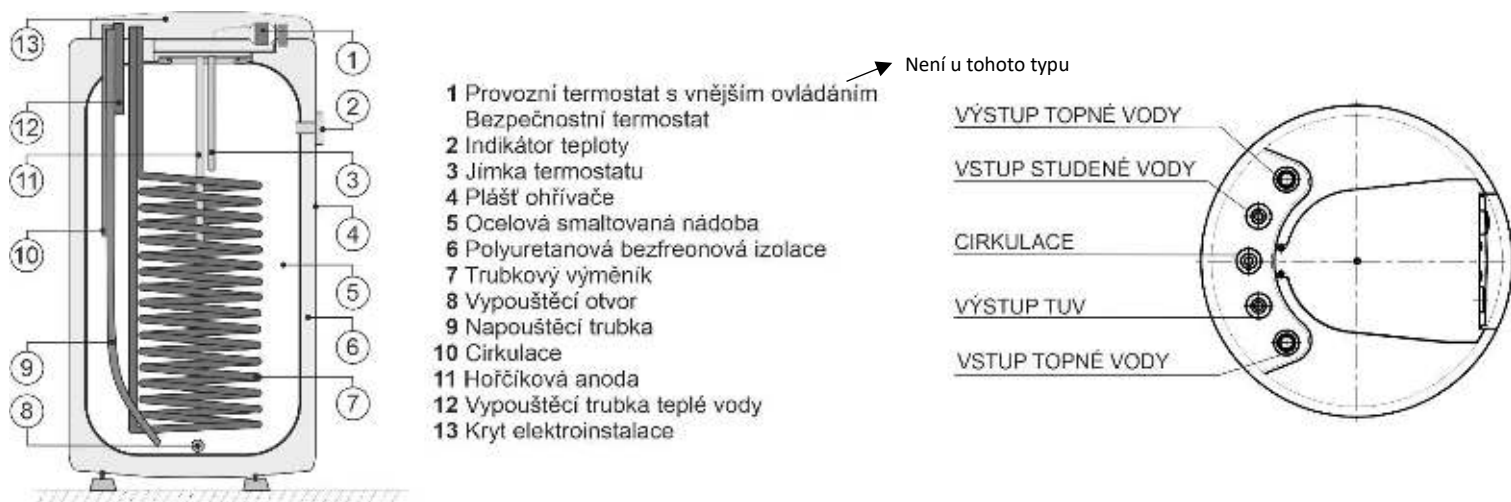 13
12
11
10
9
8
1
2
3
4
5
6
7
Není u tohoto typu
1 Provozní termostat s vnějším ovládáním
Bezpečnostní termostat
2 Indikátor teploty
3 Jímka termostatu
4 Plášť ohřívače
5 Ocelová smaltovaná nádoba
6 Polyuretanová bezfreonová izolace
7 Trubkový výměník
8 Vypouštěcí otvor
9 Napouštěcí trubka
10 Cirkulace
11 Hořčíková anoda
12 Vypouštěcí trubka teplé vody
13 Kryt elektroinstalace
VÝSTUP TOPNÉ VODY
VSTUP STUDENÉ VODY
CIRKULACE
VÝSTUP TUV
VSTUP TOPNÉ VODY